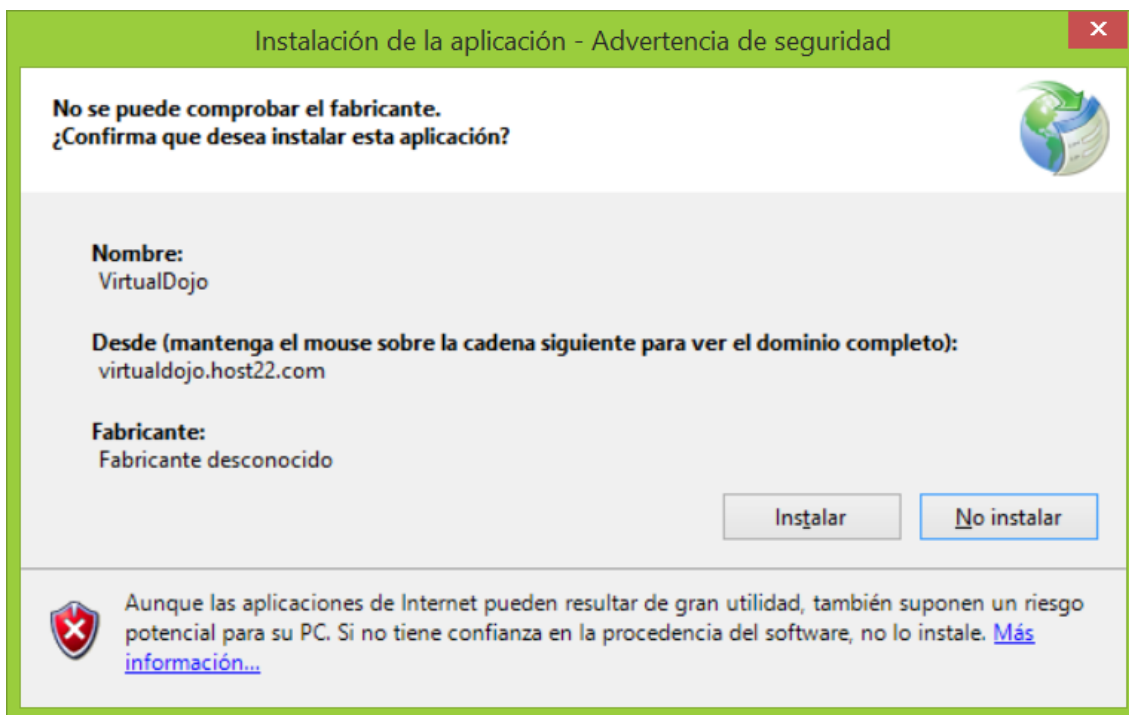 Instalación de la aplicación - Advertencia de seguridad
No se puede comprobar el fabricante.
¿Confirma que desea instalar esta aplicación?
Nombre:
VirtualDojo
Desde (mantenga el mouse sobre la cadena siguiente para ver el dominio completo):
virtualdojo.host22.com
Fabricante:
Fabricante desconocido
Instalar
No instalar
Aunque las aplicaciones de Internet pueden resultar de gran utilidad, también suponen un riesgo
potencial para su PC. Si no tiene confianza en la procedencia del software, no lo instale. Más
información...